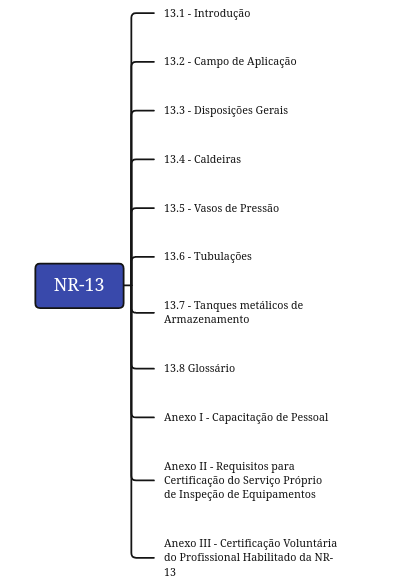 13.1 - Introdução
13.2 - Campo de Aplicação
13.3 - Disposições Gerais
13.4 - Caldeiras
13.5 - Vasos de Pressão
13.6 - Tubulações
NR-13
13.7 - Tanques metálicos de
Armazenamento
13.8 Glossário
Anexo I - Capacitação de Pessoal
Anexo II - Requisitos para
Certificação do Serviço Próprio
de Inspeção de Equipamentos
Anexo III - Certificação Voluntária
do Profissional Habilitado da NR-
13